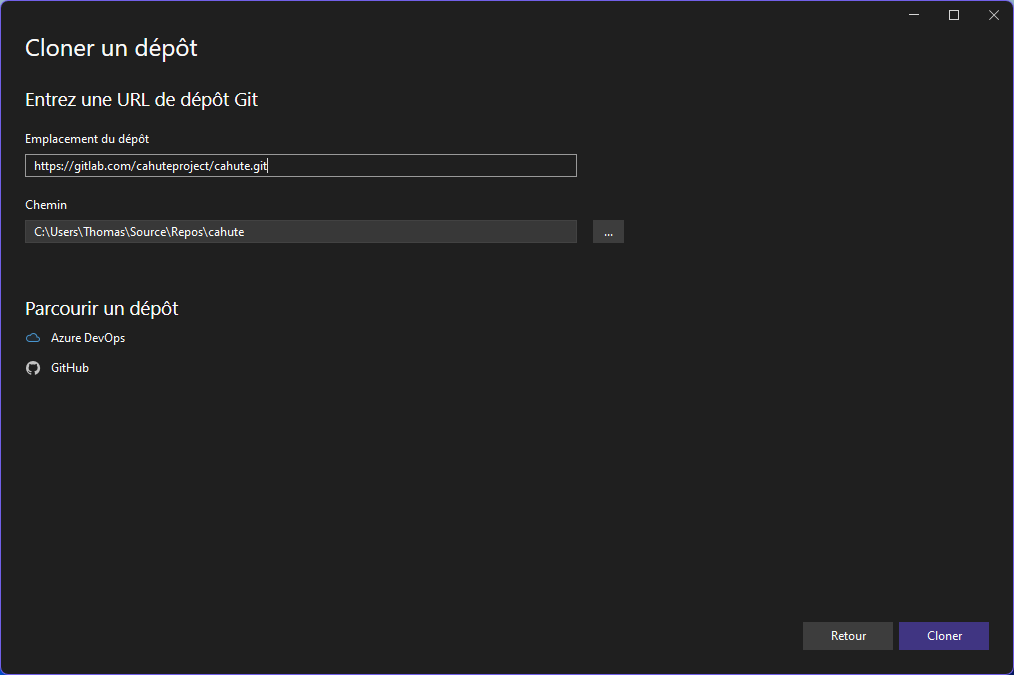 Cloner un dépôt
Entrez une URL de dépôt Git
Emplacement du dépôt
https://gitlab.com/cahuteproject/cahute.git
Chemin
C:\Users\Thomas\Source\Repos\cahute
...
Parcourir un dépôt
Azure DevOps
GitHub
Retour
Cloner